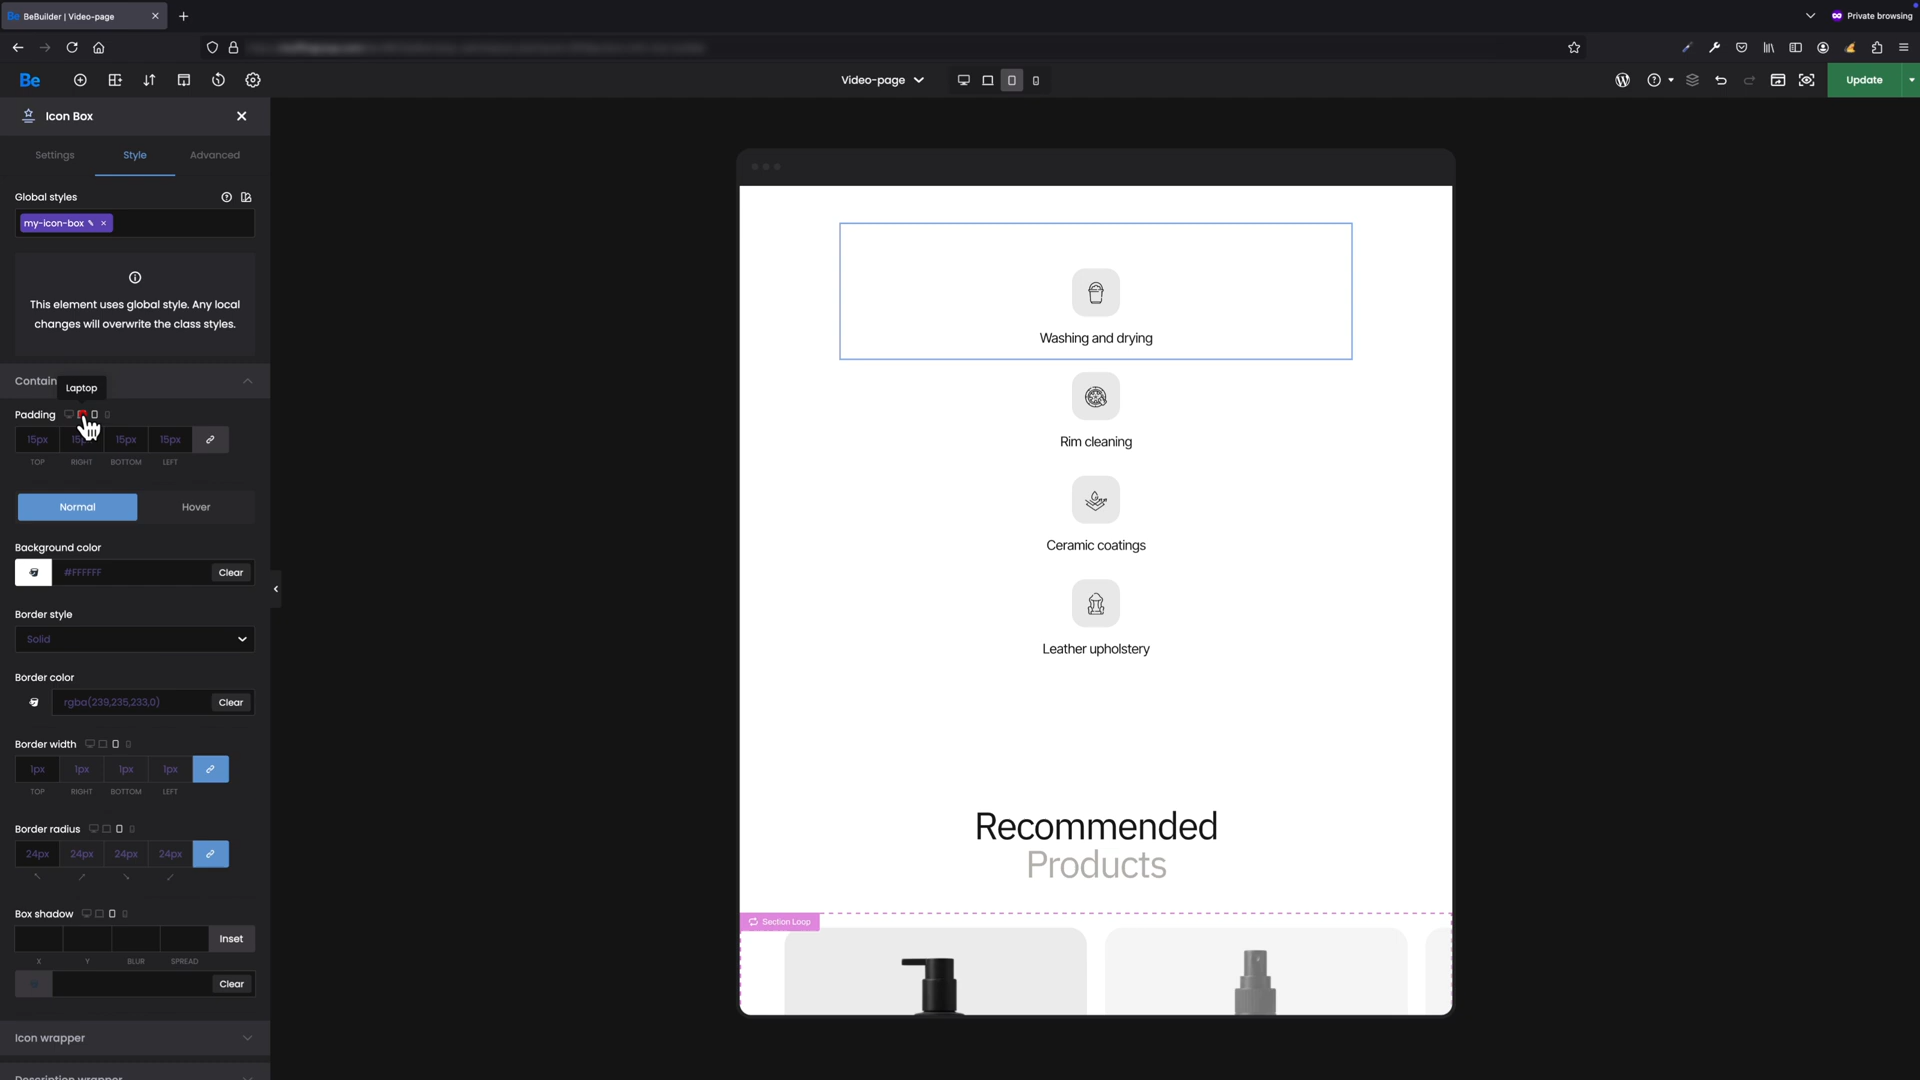 Be BeBuilder | Video-page
Private browsing
Be
Video-page
Update
Icon Box
Settings Style Advanced
Global styles
my-icon-box
This element uses global style. Any local
changes will overwrite the class styles.
Contain
Laptop
Padding
15px 15px 15px
TOP RIGHT BOTTOM LEFT
Normal Hover
Background color
#FFFFFF Clear
Border style
Solid
Border color
rgba(239,235,233,0) Clear
Border width
1px 1px 1px 1px
TOP RIGHT BOTTOM LEFT
Border radius
24px 24px 24px 24px
Box shadow
Inset
X Y BLUR SPREAD
Clear
Icon wrapper
Description wrapper
Washing and drying
Rim cleaning
Ceramic coatings
Leather upholstery
Recommended
Products
Section Loop